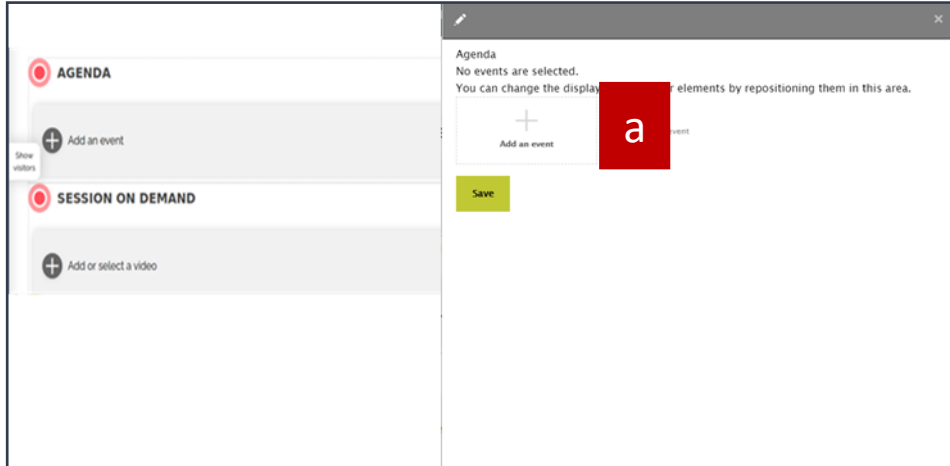 AGENDA
Add an event
Show
visitors
SESSION ON DEMAND
Add or select a video
Agenda
No events are selected.
You can change the display elements by repositioning them in this area.
Add an event
a
Save